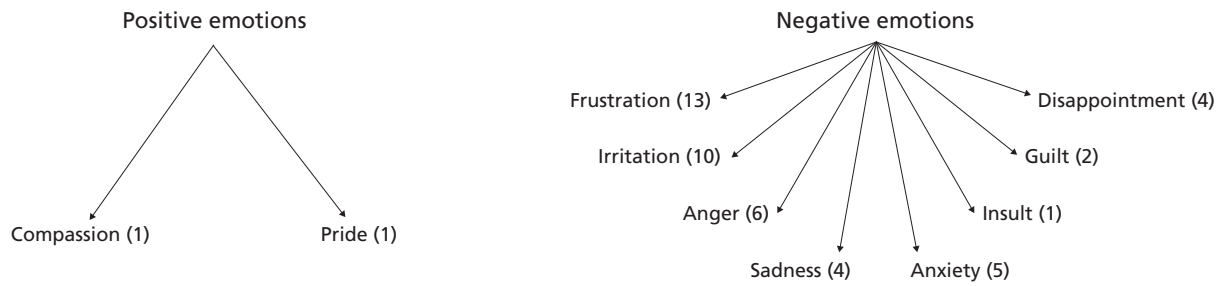 Positive emotions
Compassion (1)
Pride (1)
Negative emotions
Frustration (13)
Irritation (10)
Anger (6)
Sadness (4)
Anxiety (5)
Insult (1)
Guilt (2)
Disappointment (4)